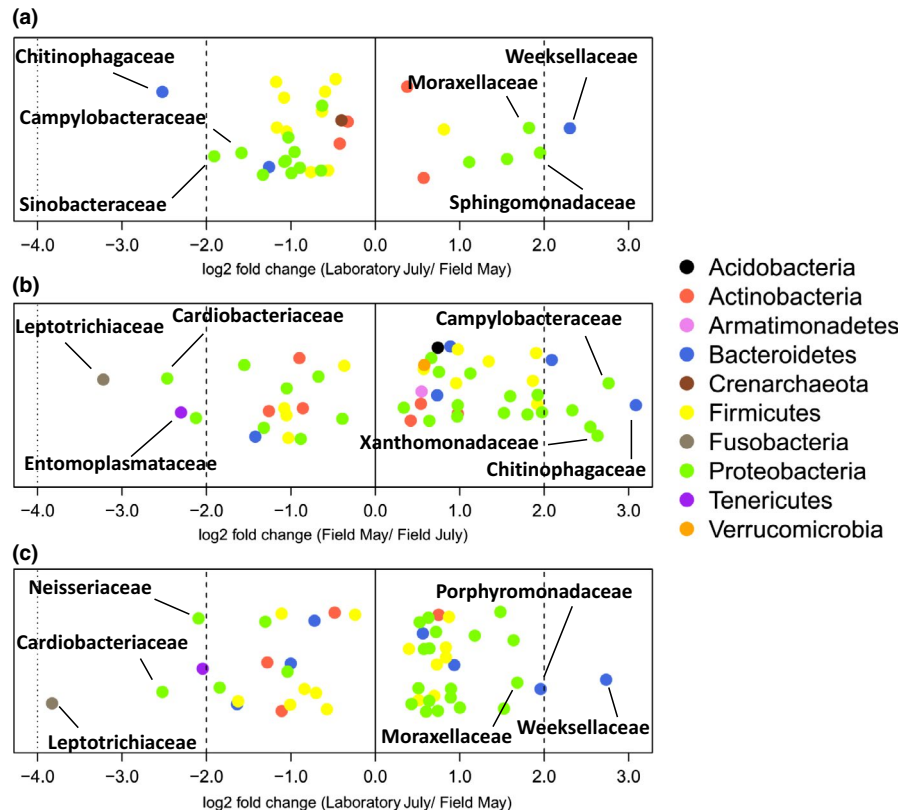 (a)
Chitinophagaceae
Weeksellaceae
Moraxellaceae
Campylobacteraceae
Sinobacteraceae
Sphingomonadaceae
−4.0 −3.0 −2.0 −1.0 0.0 1.0 2.0 3.0
log2 fold change (Laboratory July/ Field May)
(b)
Cardiobacteriaceae
Campylobacteraceae
Leptotrichiaceae
Entomoplasmataceae
Xanthomonadaceae
Chitinophagaceae
−4.0 −3.0 −2.0 −1.0 0.0 1.0 2.0 3.0
log2 fold change (Field May/ Field July)
(c)
Neisseriaceae
Porphyromonadaceae
Cardiobacteriaceae
Leptotrichiaceae
Moraxellaceae
Weeksellaceae
−4.0 −3.0 −2.0 −1.0 0.0 1.0 2.0 3.0
log2 fold change (Laboratory July/ Field May)
Acidobacteria
Actinobacteria
Armatimonadetes
Bacteroidetes
Crenarchaeota
Firmicutes
Fusobacteria
Proteobacteria
Tenericutes
Verrucomicrobia